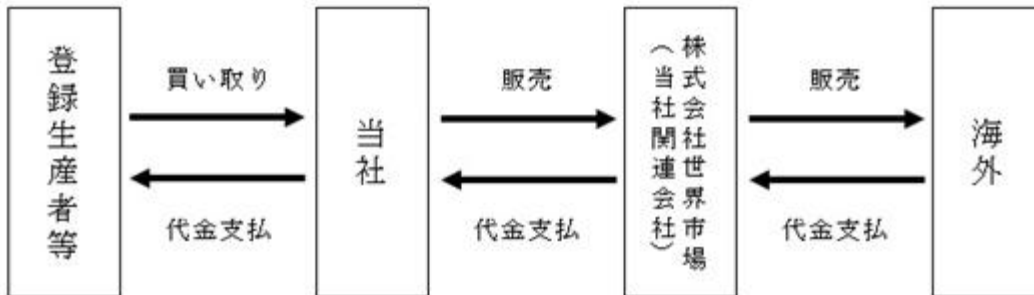 登録生産者等
買い取り
代金支払
当社
販売
代金支払
株式会社世界市場
（当社関連会社）
販売
代金支払
海外